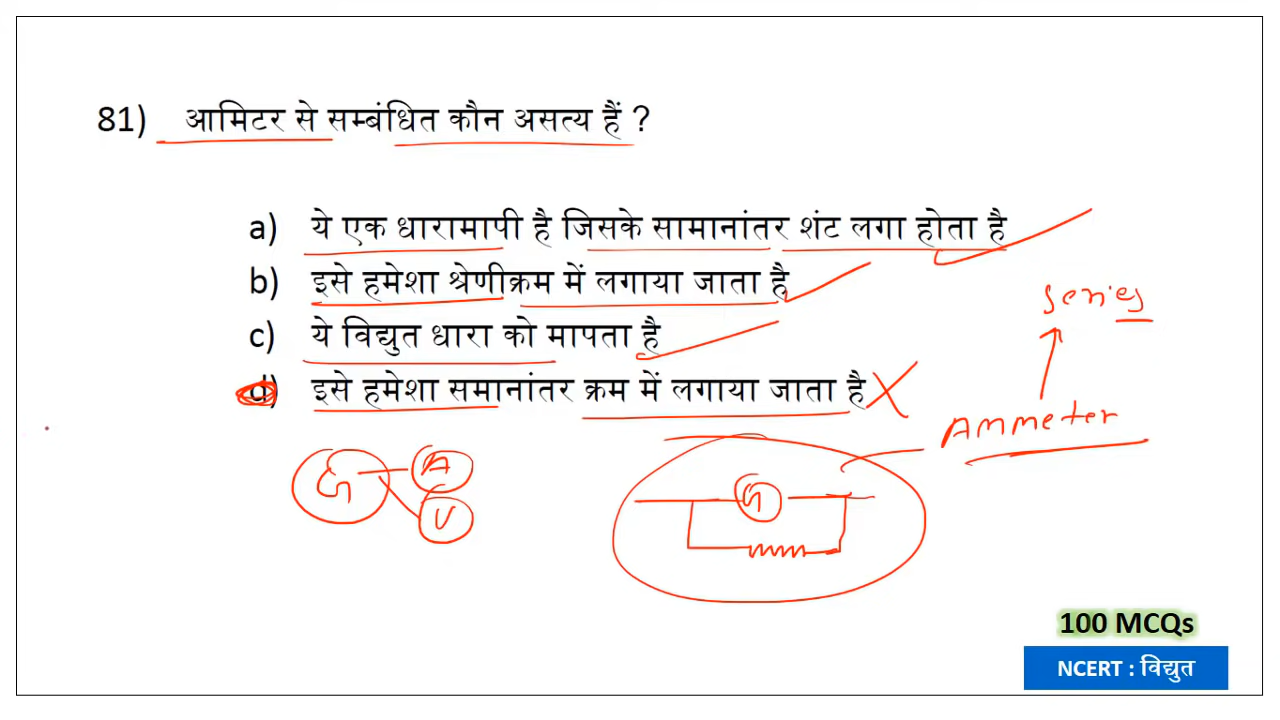 81) आमिटर से सम्बंधित कौन असत्य हैं ?
a) ये एक धारामापी है जिसके सामानांतर शंट लगा होता है
b) इसे हमेशा श्रेणीक्रम में लगाया जाता है
c) ये विद्युत धारा को मापता है
series
d) इसे हमेशा समानांतर क्रम में लगाया जाता है
Ammeter
G A
V
G
100 MCQs
NCERT : विद्युत